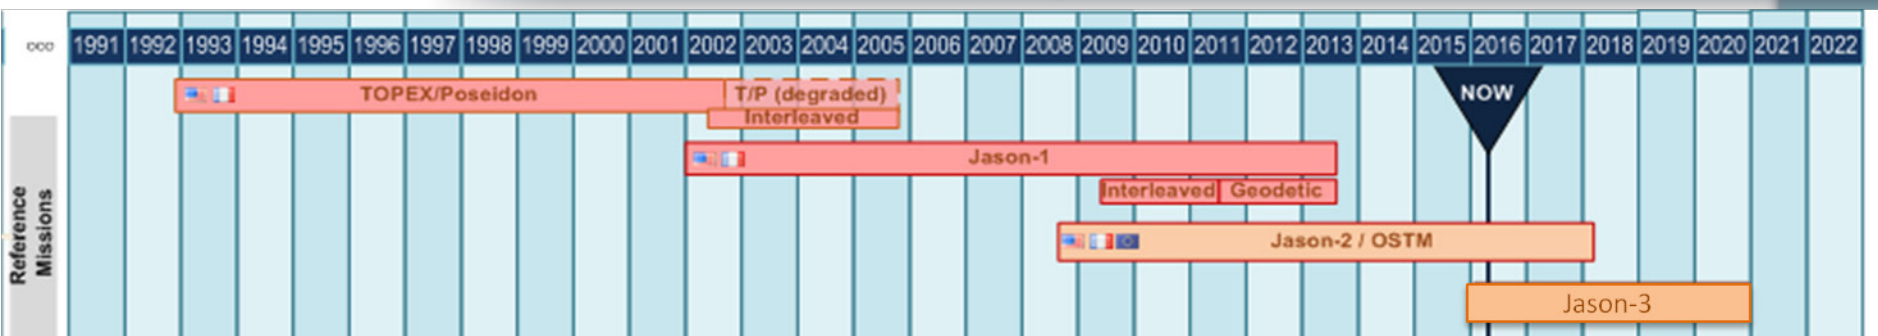 ooo 1991 1992 1993 1994 1995 1996 1997 1998 1999 2000 2001 2002 2003 2004 2005 2006 2007 2008 2009 2010 2011 2012 2013 2014 2015 2016 2017 2018 2019 2020 2021 2022
TOPEX/Poseidon T/P (degraded) NOW
Interleaved
Jason-1
Interleaved Geodetic
Reference
Missions
Jason-2 / OSTM
Jason-3